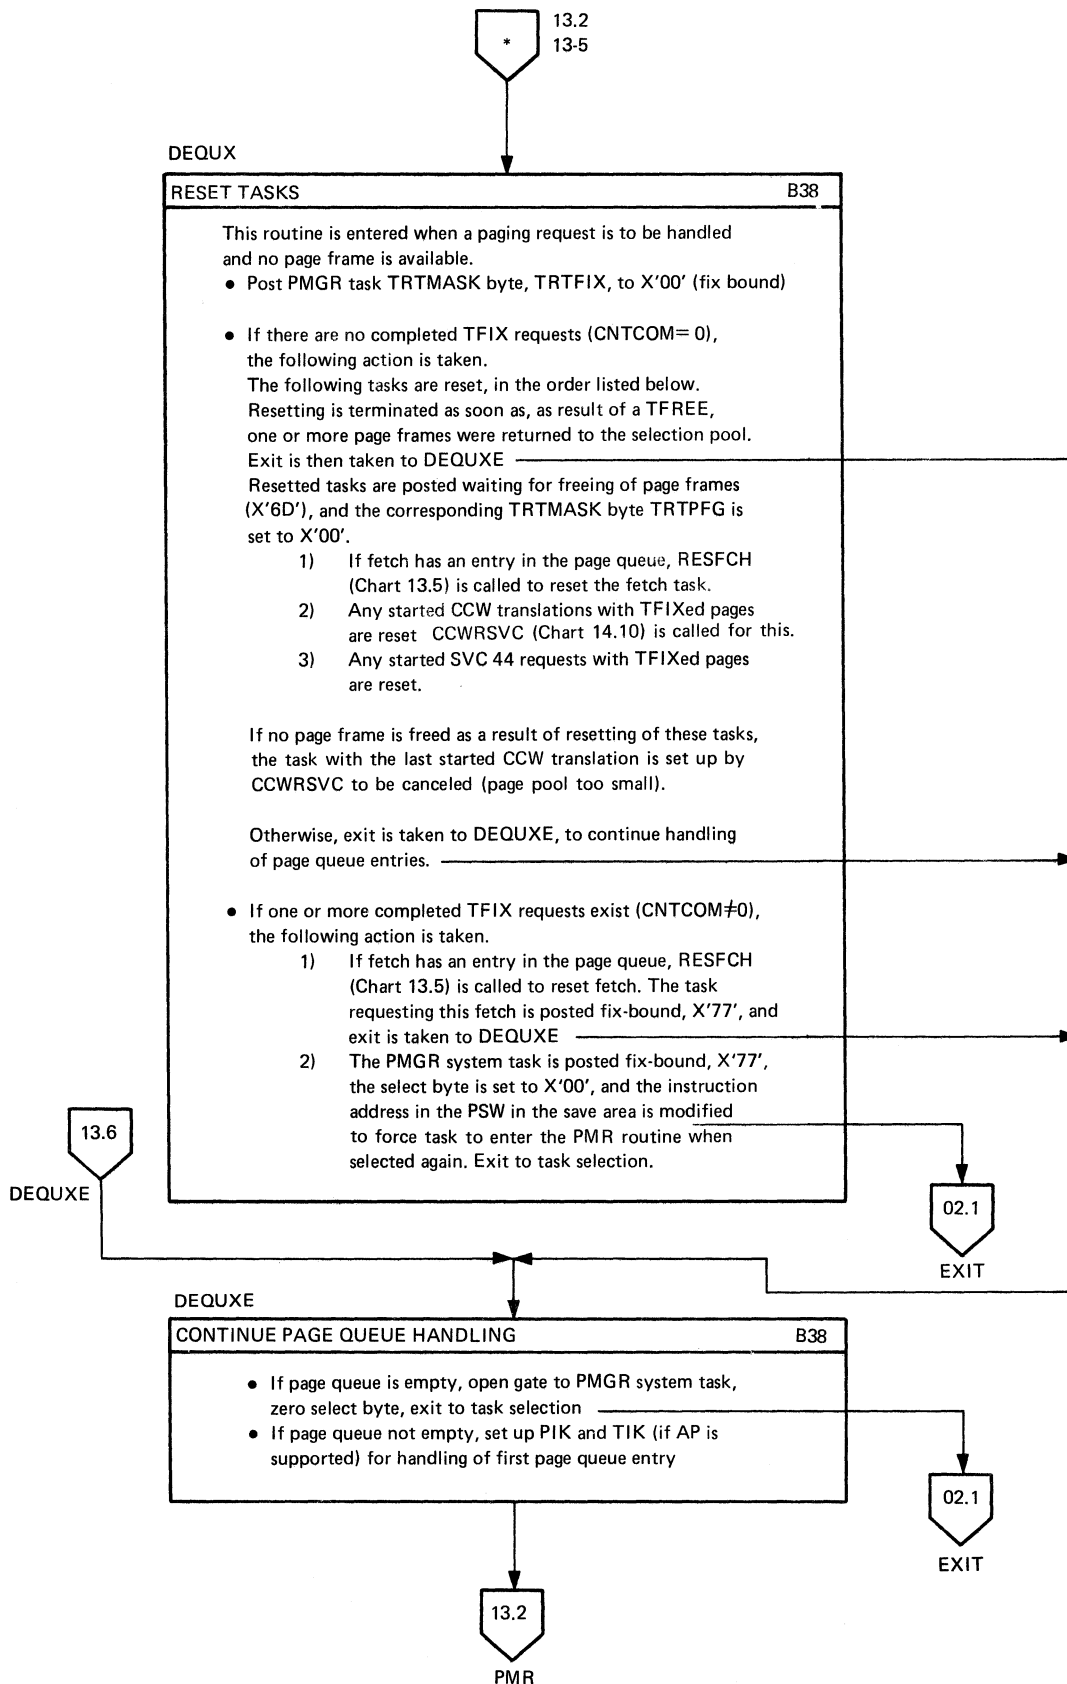 13.2
*
13-5
DEQUX
RESET TASKS B38
This routine is entered when a paging request is to be handled
and no page frame is available.
● Post PMGR task TRTMASK byte, TRTFIX, to X'00' (fix bound)
● If there are no completed TFIX requests (CNTCOM= 0),
the following action is taken.
The following tasks are reset, in the order listed below.
Resetting is terminated as soon as, as result of a TFREE,
one or more page frames were returned to the selection pool.
Exit is then taken to DEQUXE
Resetted tasks are posted waiting for freeing of page frames
(X'6D'), and the corresponding TRTMASK byte TRTPFG is
set to X'00'.
1) If fetch has an entry in the page queue, RESFCH
(Chart 13.5) is called to reset the fetch task.
2) Any started CCW translations with TFIXed pages
are reset CCWRSVC (Chart 14.10) is called for this.
3) Any started SVC 44 requests with TFIXed pages
are reset.
If no page frame is freed as a result of resetting of these tasks,
the task with the last started CCW translation is set up by
CCWRSVC to be canceled (page pool too small).
Otherwise, exit is taken to DEQUXE, to continue handling
of page queue entries.
● If one or more completed TFIX requests exist (CNTCOM≠0),
the following action is taken.
1) If fetch has an entry in the page queue, RESFCH
(Chart 13.5) is called to reset fetch. The task
requesting this fetch is posted fix-bound, X'77', and
exit is taken to DEQUXE
2) The PMGR system task is posted fix-bound, X'77',
the select byte is set to X'00', and the instruction
address in the PSW in the save area is modified
to force task to enter the PMR routine when
selected again. Exit to task selection.
13.6
DEQUXE
02.1
EXIT
DEQUXE
CONTINUE PAGE QUEUE HANDLING B38
● If page queue is empty, open gate to PMGR system task,
zero select byte, exit to task selection
● If page queue not empty, set up PIK and TIK (if AP is
supported) for handling of first page queue entry
02.1
EXIT
13.2
PMR